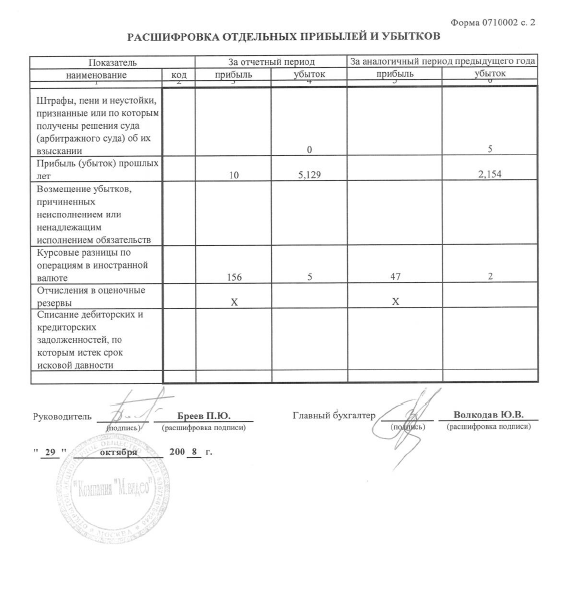 Форма 0710002 с. 2
РАСШИФРОВКА ОТДЕЛЬНЫХ ПРИБЫЛЕЙ И УБЫТКОВ
Показатель За отчетный период За аналогичный период предыдущего года
наименование код прибыль убыток прибыль убыток
1 2 3 4 5 6
Штрафы, пени и неустойки,
признанные или по которым
получены решения суда
(арбитражного суда) об их
взыскании 0 5
Прибыль (убыток) прошлых
лет 10 5,129 2,154
Возмещение убытков,
причиненных
неисполнением или
ненадлежащим
исполнением обязательств
Курсовые разницы по
операциям в иностранной
валюте 156 5 47 2
Отчисления в оценочные
резервы Х Х
Списание дебиторских и
кредиторских
задолженностей, по
которым истек срок
исковой давности
Руководитель Бреев П.Ю. Главный бухгалтер Волкодав Ю.В.
(подпись) (расшифровка подписи) (подпись) (расшифровка подписи)
" 29 " октября 200 8 г.
"Компания "М.видео"